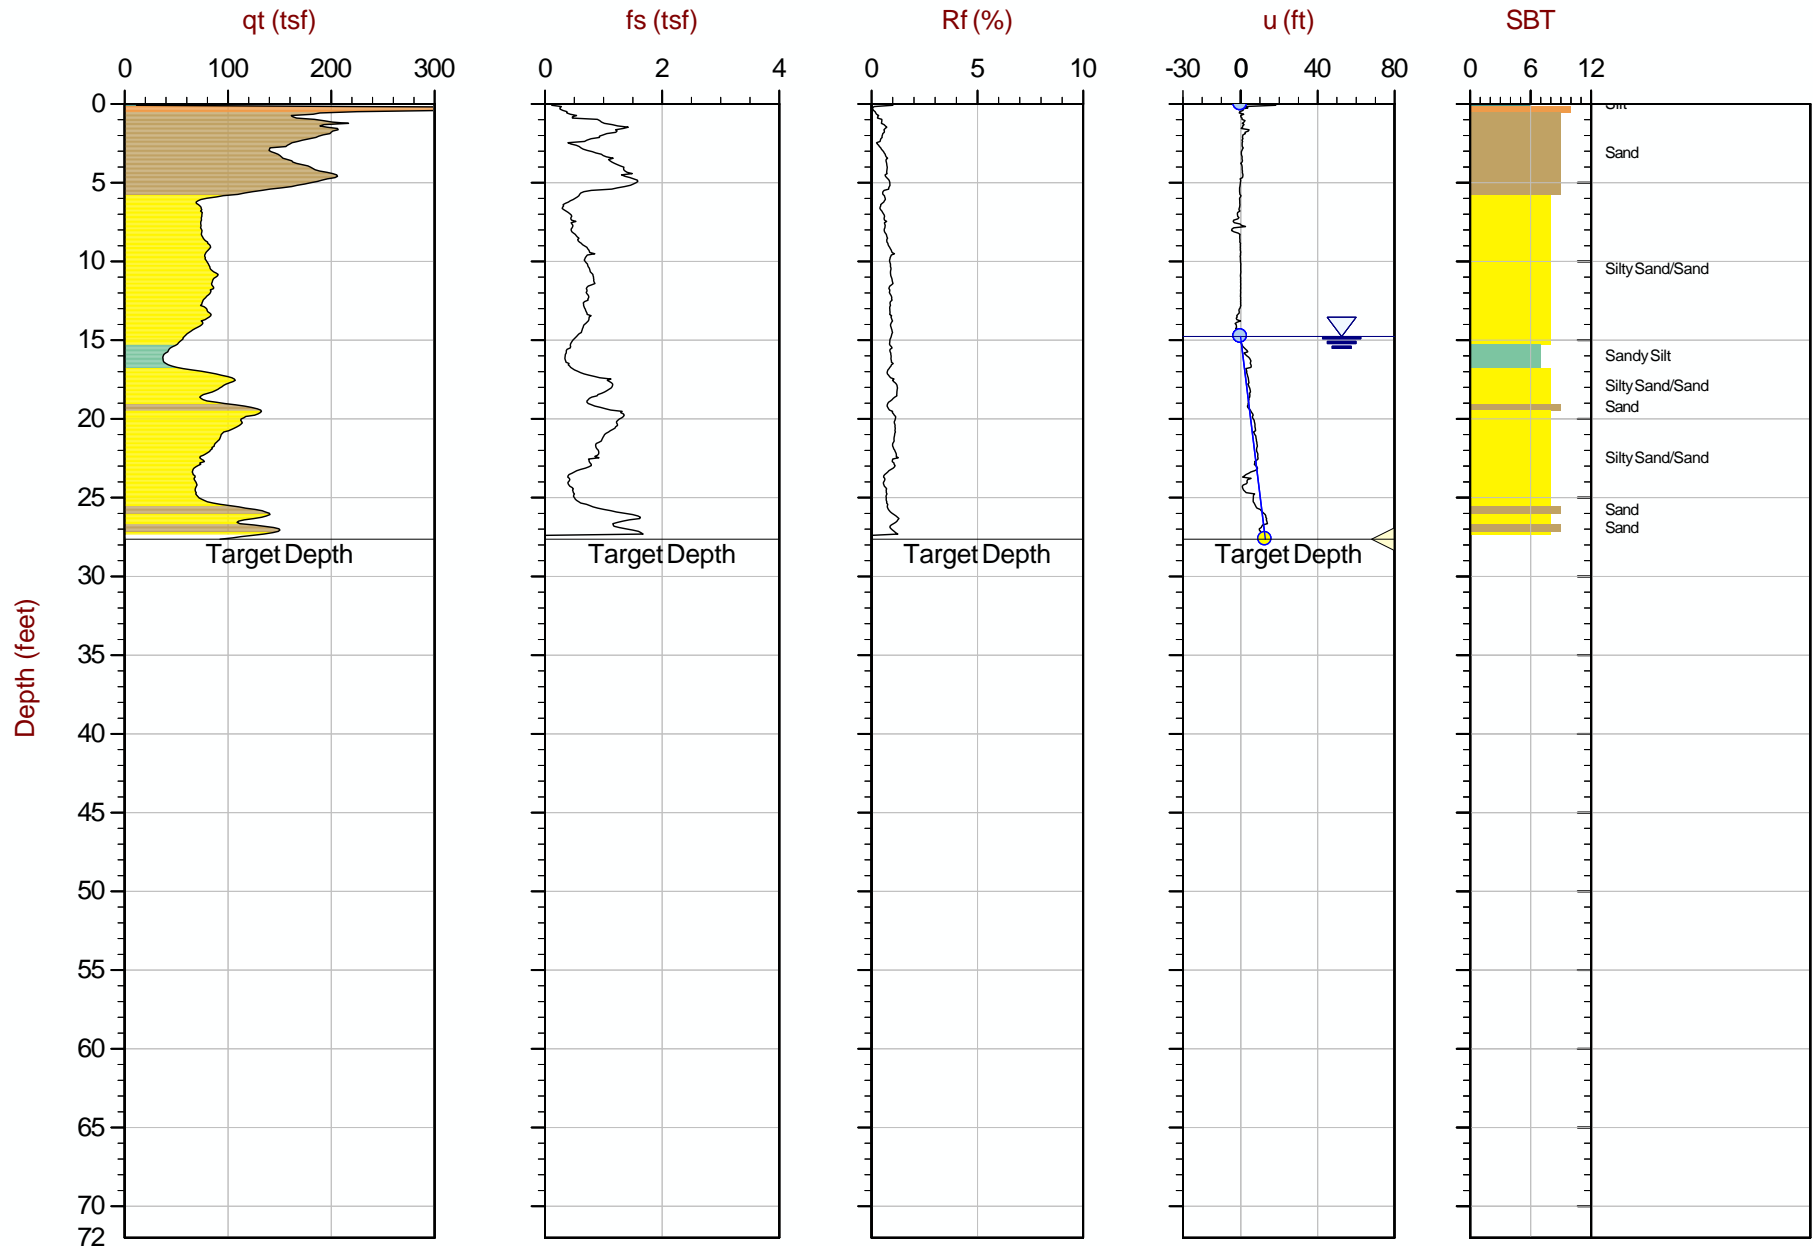 qt (tsf) fs (tsf) Rf (%) u (ft) SBT
0 100 200 300 0 2 4 0 5 10 -30 0 40 80 0 6 12
0
Sand
5
10
Silty Sand/Sand
15
Sandy Silt
Silty Sand/Sand
Sand
20
Silty Sand/Sand
25
Sand
Sand
Target Depth Target Depth Target Depth Target Depth
30
35
Depth (feet)
40
45
50
55
60
65
70
72